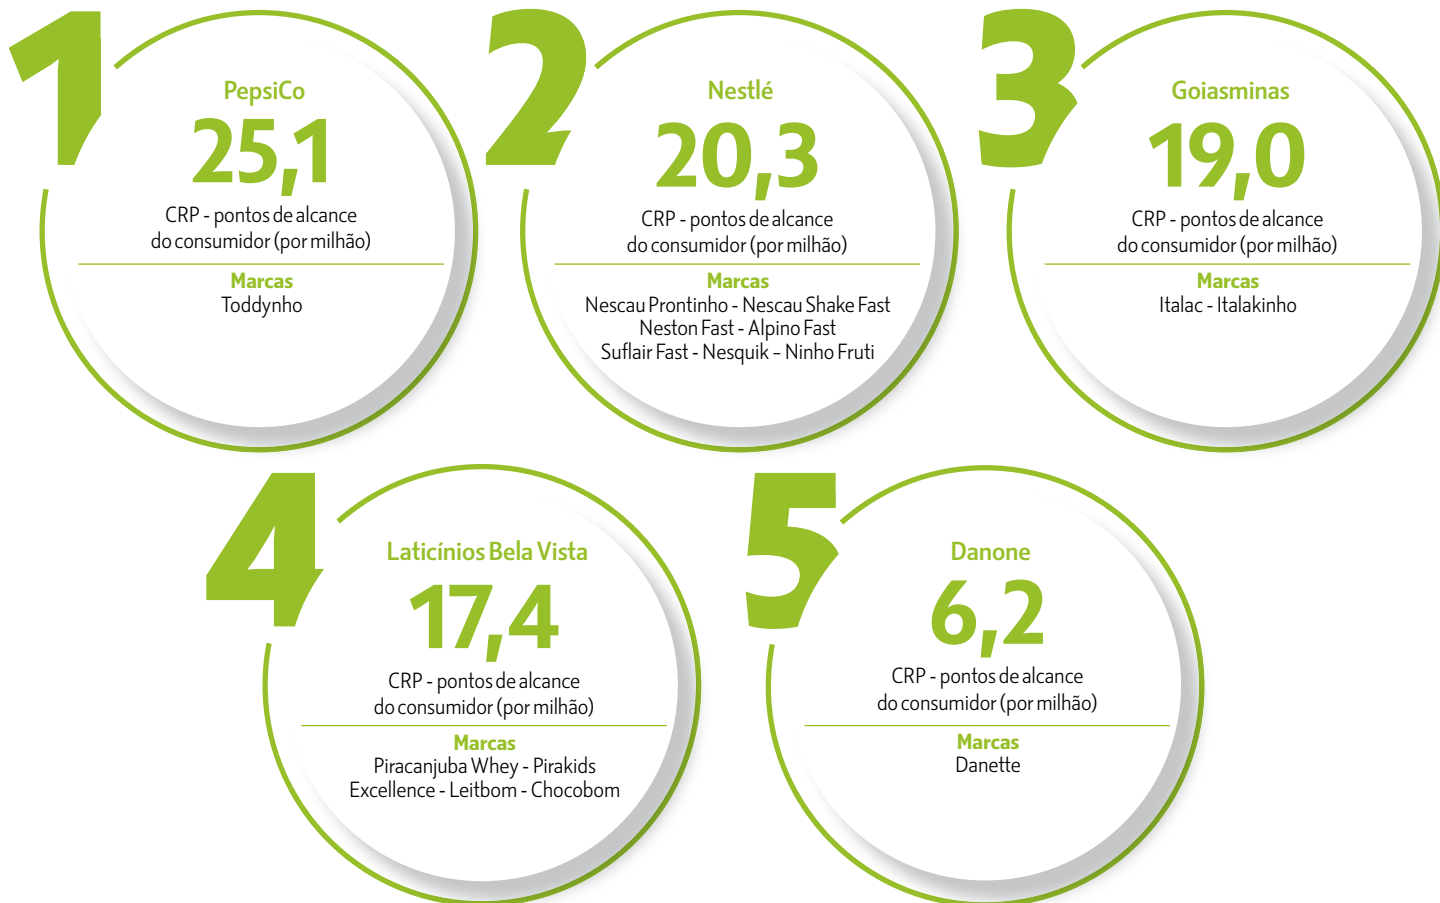 1
PepsiCo
25,1
CRP - pontos de alcance
do consumidor (por milhão)
Marcas
Toddynho
2
Nestlé
20,3
CRP - pontos de alcance
do consumidor (por milhão)
Marcas
Nescau Prontinho - Nescau Shake Fast
Neston Fast - Alpino Fast
Suflair Fast - Nesquik – Ninho Fruti
3
Goiasminas
19,0
CRP - pontos de alcance
do consumidor (por milhão)
Marcas
Italac - Italakinho
4
Laticínios Bela Vista
17,4
CRP - pontos de alcance
do consumidor (por milhão)
Marcas
Piracanjuba Whey - Pirakids
Excellence - Leitbom - Chocobom
5
Danone
6,2
CRP - pontos de alcance
do consumidor (por milhão)
Marcas
Danette